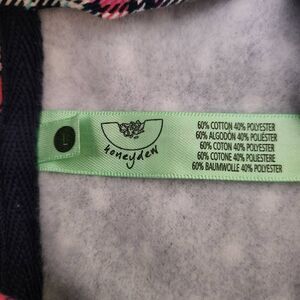 L
honeydew
60% COTTON 40% POLYESTER
60% ALGODÓN 40% POLIÉSTER
60% COTON 40% POLYESTER
60% COTONE 40% POLIESTERE
60% BAUMWOLLE 40% POLYESTER